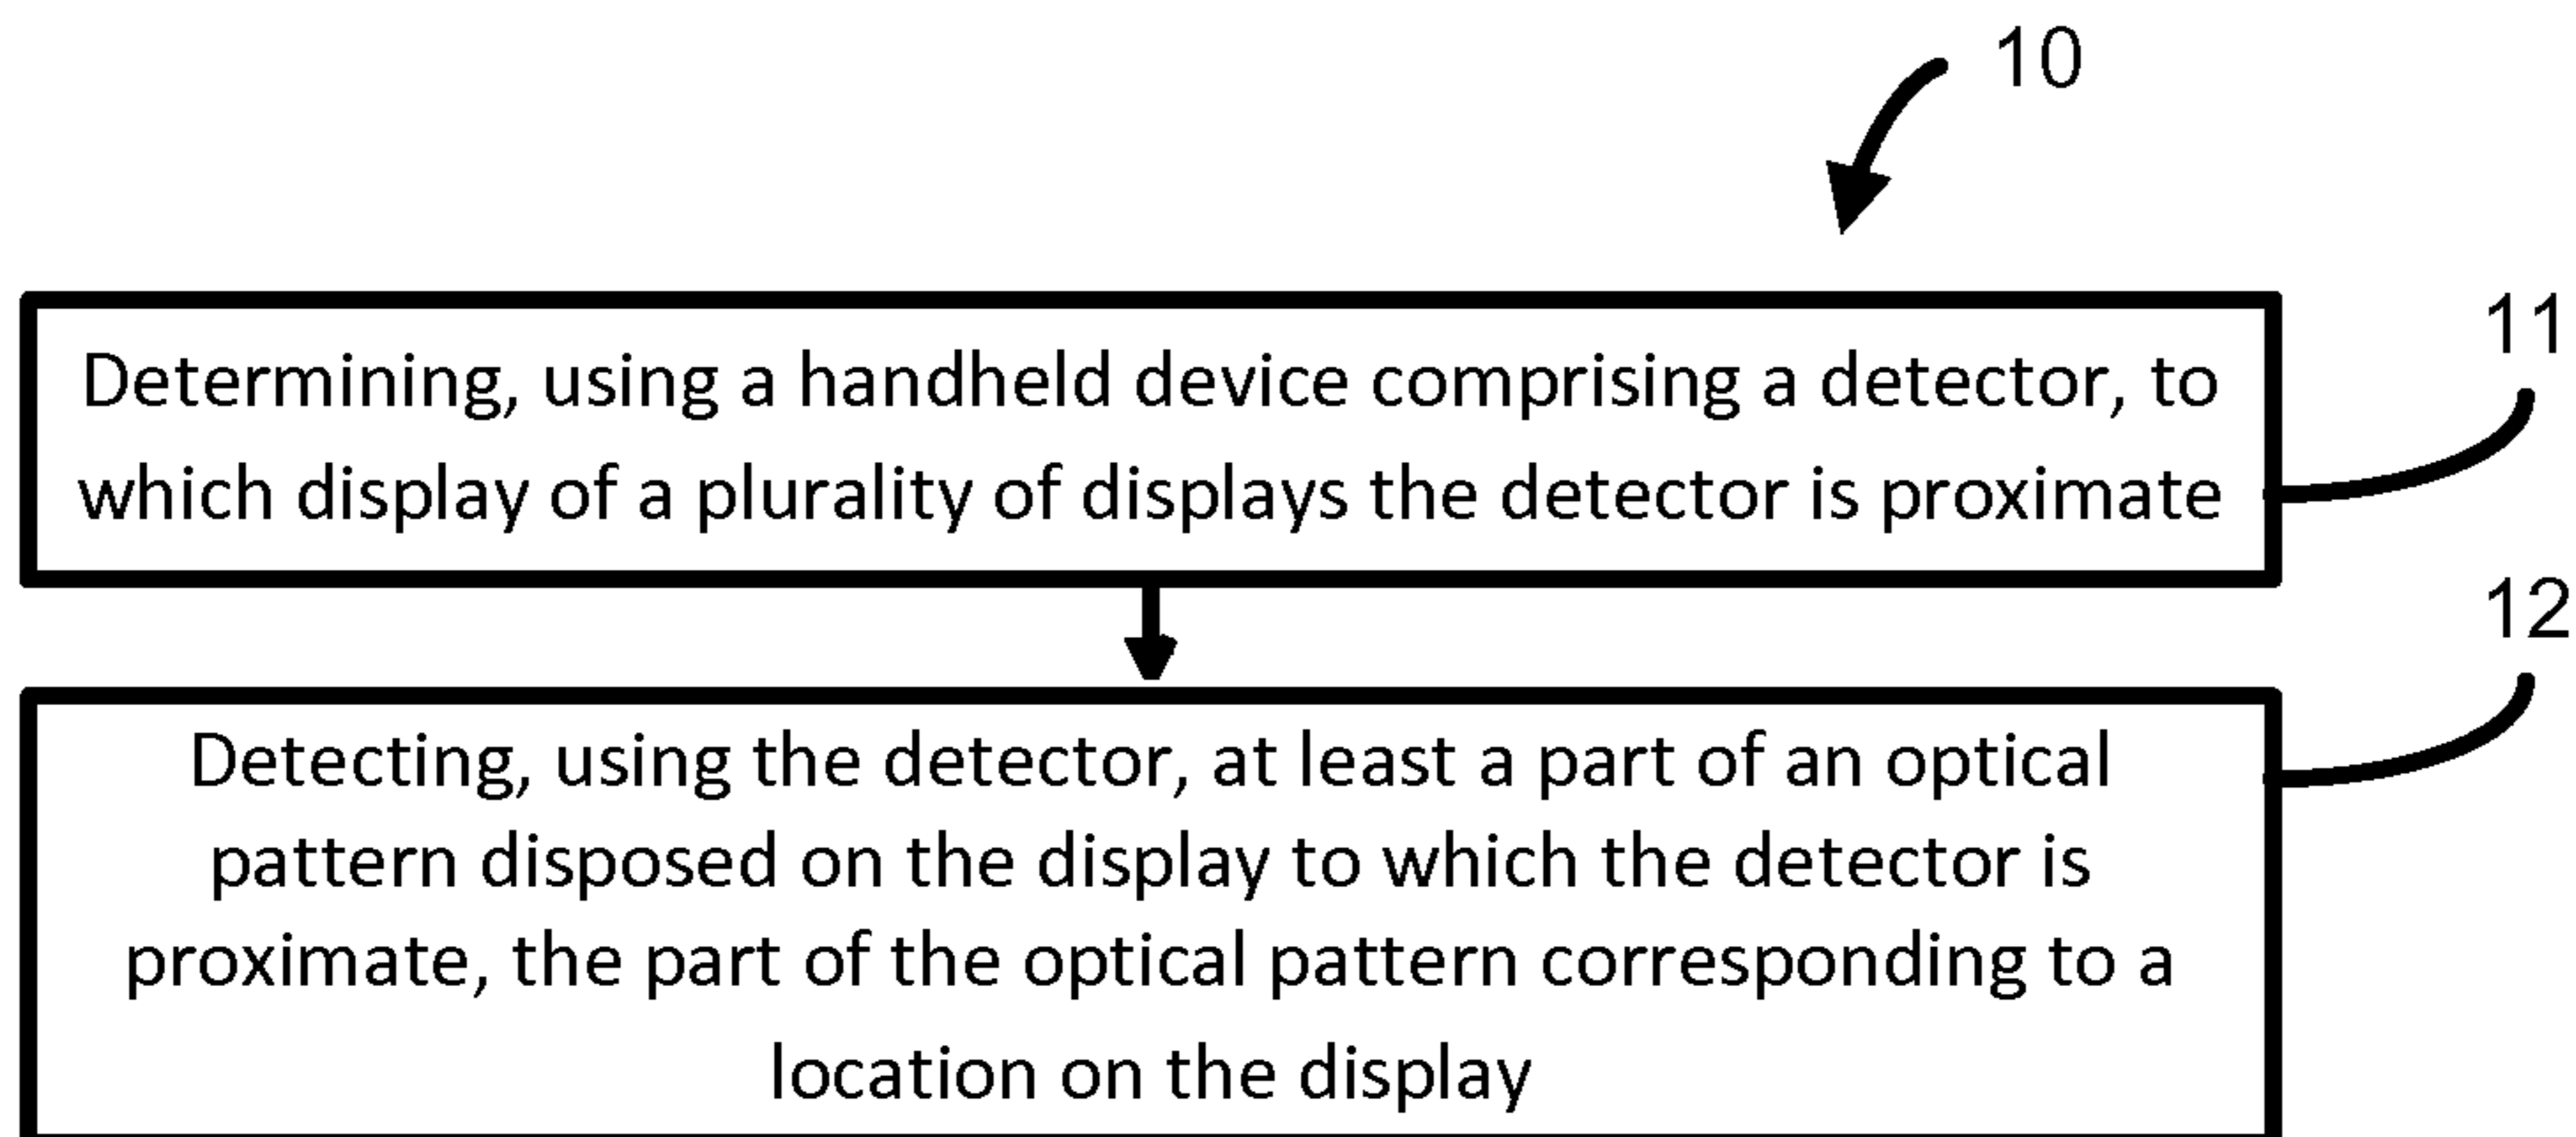 10
Determining, using a handheld device comprising a detector, to
which display of a plurality of displays the detector is proximate
11
Detecting, using the detector, at least a part of an optical
pattern disposed on the display to which the detector is
proximate, the part of the optical pattern corresponding to a
location on the display
12